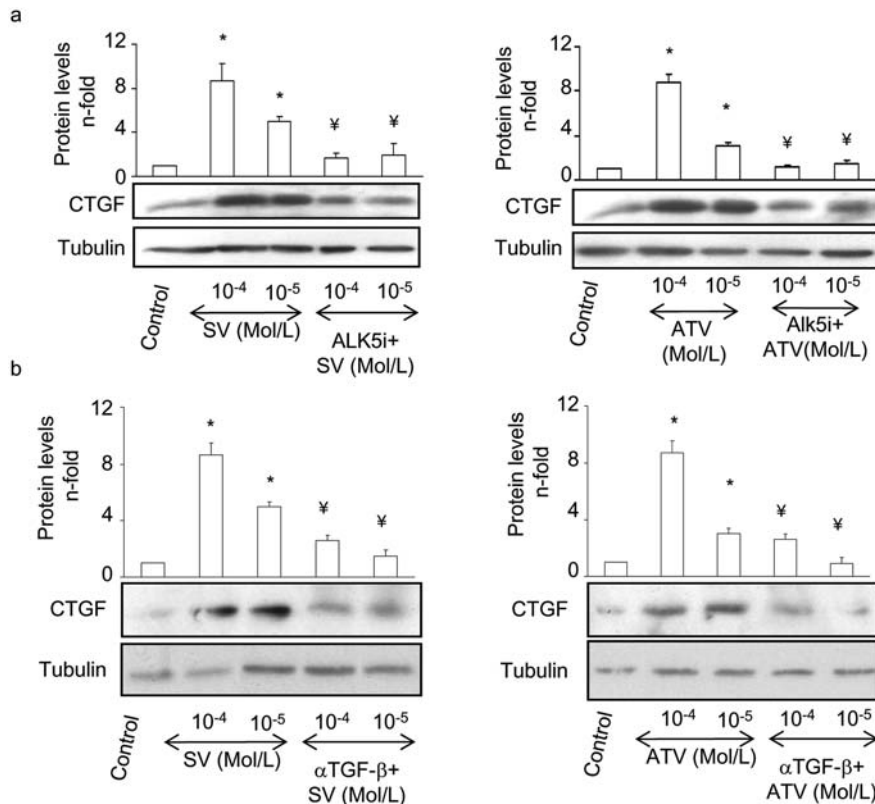 a
Protein levels
n-fold
12
8
4
0
*
*
¥
¥
CTGF
Tubulin
Control
10-4
10-5
10-4
10-5
SV (Mol/L)
ALK5i+
SV (Mol/L)
Protein levels
n-fold
12
8
4
0
*
*
¥
¥
CTGF
Tubulin
Control
10-4
10-5
10-4
10-5
ATV
(Mol/L)
Alk5i+
ATV(Mol/L)
b
Protein levels
n-fold
12
8
4
0
*
*
¥
¥
CTGF
Tubulin
Control
10-4
10-5
10-4
10-5
SV (Mol/L)
αTGF-β+
SV (Mol/L)
Protein levels
n-fold
12
8
4
0
*
*
¥
¥
CTGF
Tubulin
Control
10-4
10-5
10-4
10-5
ATV (Mol/L)
αTGF-β+
ATV (Mol/L)